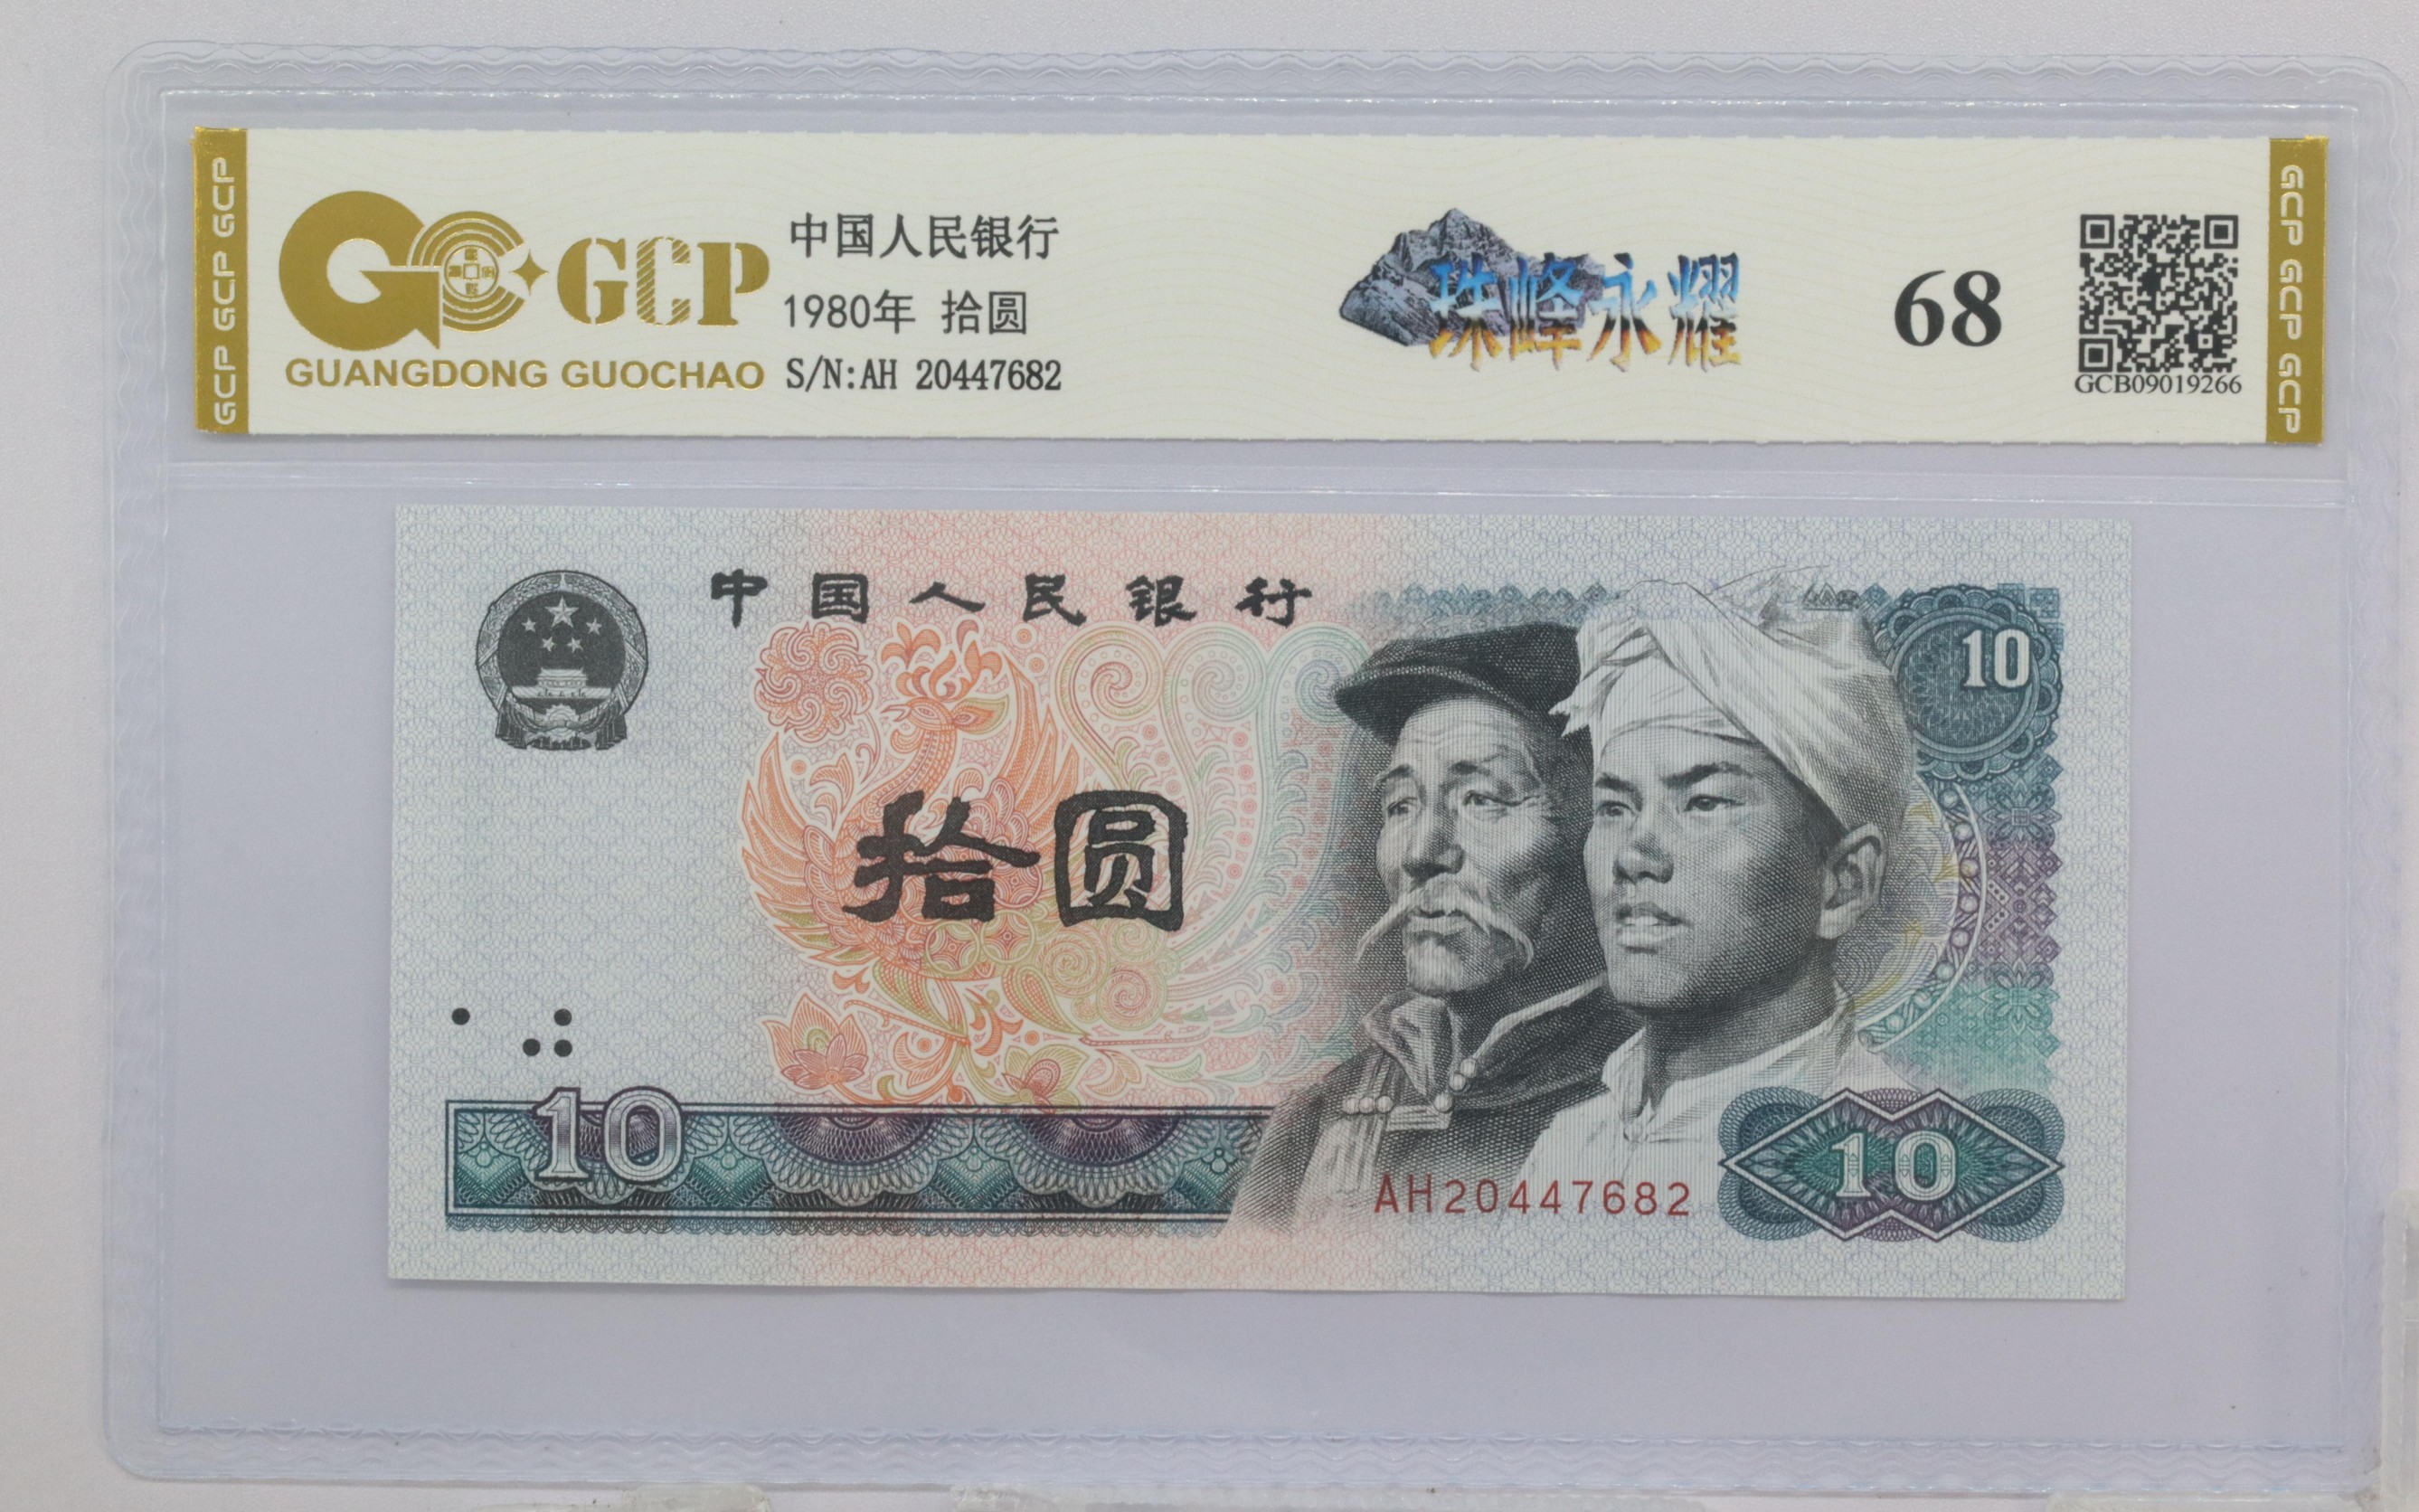 GCP GCP GCP
GCP
GUANGDONG GUOCHAO
中国人民银行
1980年 拾圆
S/N:AH 20447682
珠峰永耀
68
GCB09019266
GCP GCP GCP
中国人民银行
10
拾圆
10
AH20447682
10